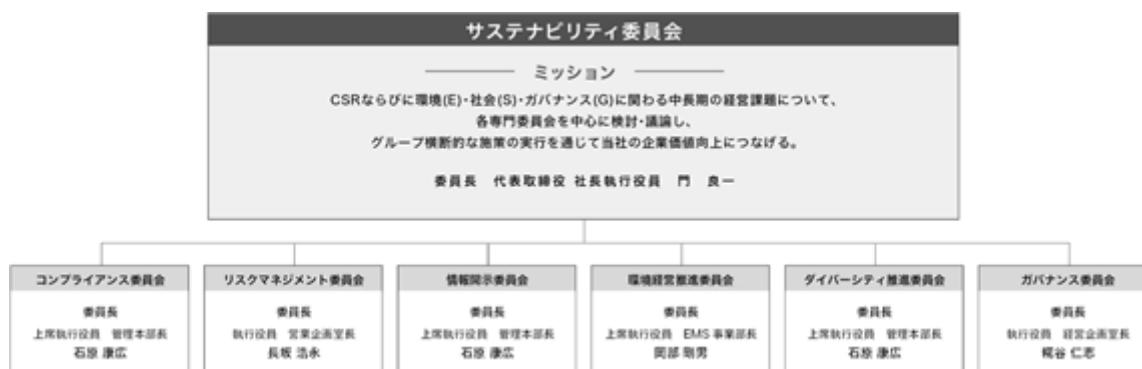 サステナビリティ委員会
ミッション
CSRならびに環境(E)・社会(S)・ガバナンス(G)に関わる中長期の経営課題について、
各専門委員会を中心に検討・議論し、
グループ横断的な施策の実行を通じて当社の企業価値向上につなげる。
委員長　代表取締役 社長執行役員　門　良一
コンプライアンス委員会
委員長
上席執行役員　管理本部長
石原 康広
リスクマネジメント委員会
委員長
執行役員　営業企画室長
長坂 浩永
情報開示委員会
委員長
上席執行役員　管理本部長
石原 康広
環境経営推進委員会
委員長
上席執行役員　EMS 事業部長
岡部 剛男
ダイバーシティ推進委員会
委員長
上席執行役員　管理本部長
石原 康広
ガバナンス委員会
委員長
執行役員　経営企画室長
糀谷 仁志